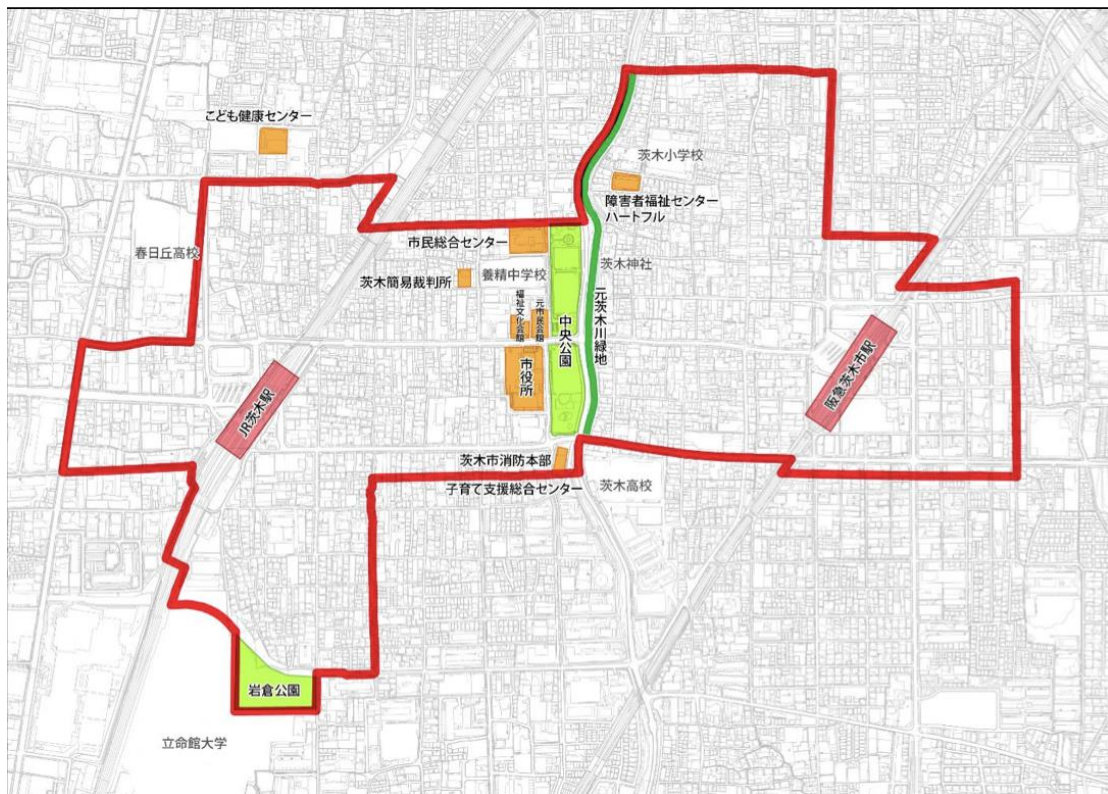 こども健康センター
茨木小学校
障害者福祉センター
ハートフル
春日丘高校
市民総合センター
茨木簡易裁判所
養精中学校
茨木神社
福祉文化会館
元市民会館
中央公園
元茨木川緑地
市役所
JR茨木駅
阪急茨木市駅
茨木市消防本部
子育て支援総合センター
茨木高校
岩倉公園
立命館大学